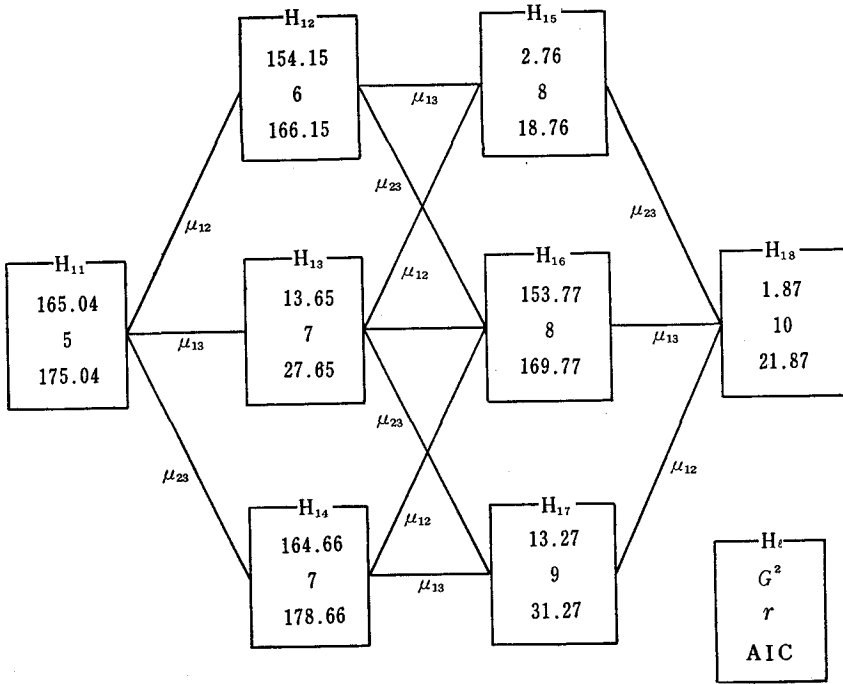 H₁₂
154.15
6
166.15
H₁₅
2.76
8
18.76
μ₁₃
μ₂₃
μ₁₂
μ₂₃
H₁₁
165.04
5
175.04
H₁₃
13.65
7
27.65
μ₁₃
μ₁₂
H₁₆
153.77
8
169.77
μ₁₃
H₁₈
1.87
10
21.87
μ₂₃
μ₂₃
μ₁₂
μ₁₂
H₁₄
164.66
7
178.66
μ₁₃
H₁₇
13.27
9
31.27
Hℓ
G²
r
AIC